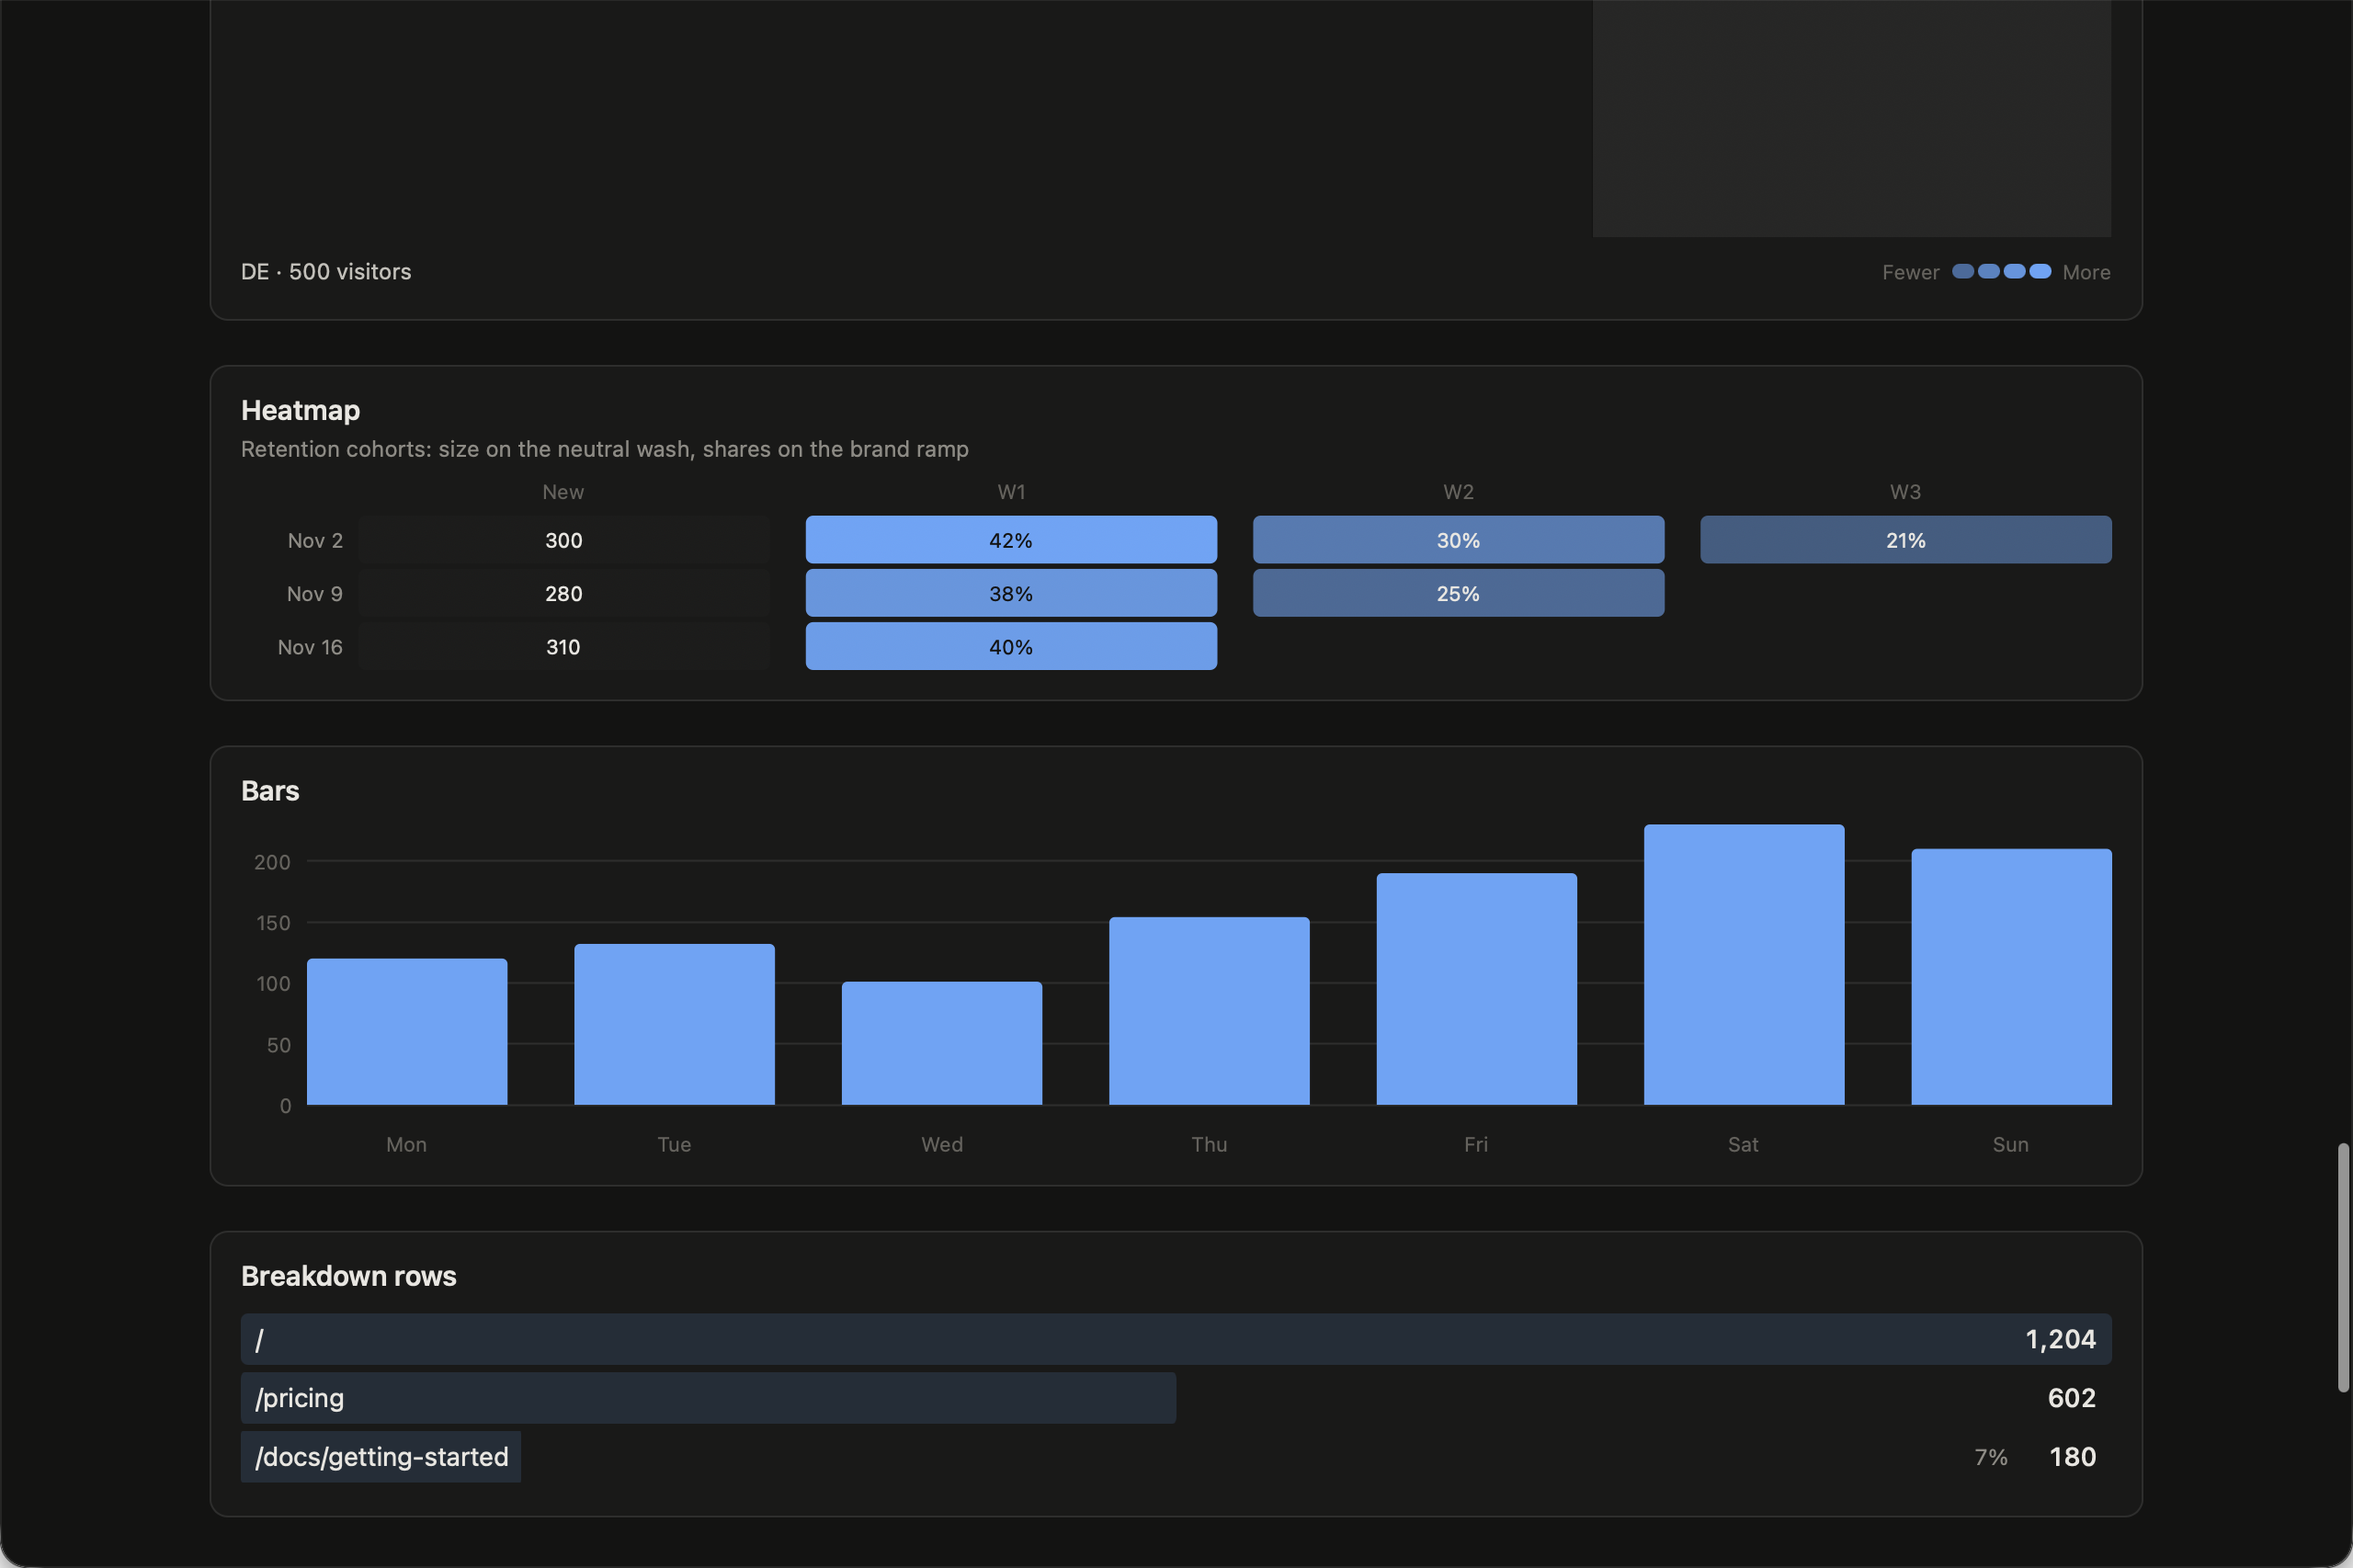 DE · 500 visitors
Fewer More
Heatmap
Retention cohorts: size on the neutral wash, shares on the brand ramp
New W1 W2 W3
Nov 2 300 42% 30% 21%
Nov 9 280 38% 25%
Nov 16 310 40%
Bars
200
150
100
50
0
Mon Tue Wed Thu Fri Sat Sun
Breakdown rows
/ 1,204
/pricing 602
/docs/getting-started 7% 180